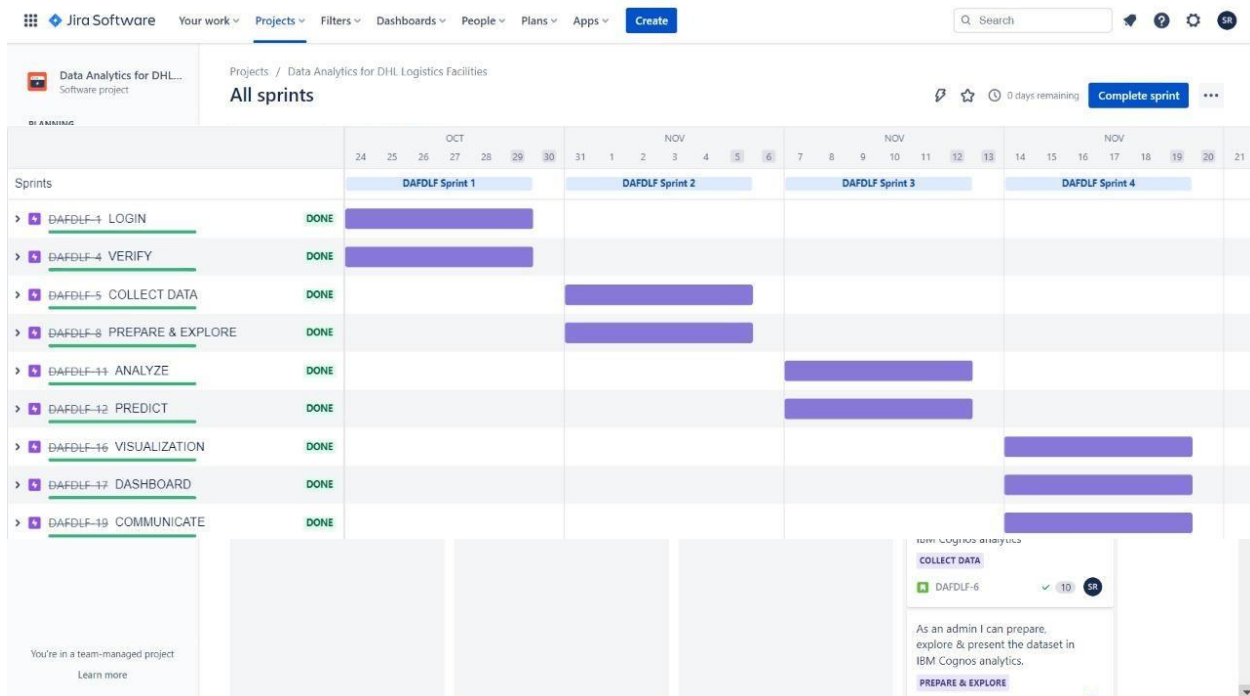 Jira Software Your work Projects Filters Dashboards People Plans Apps Create Search SR
Data Analytics for DHL...
Software project
Projects / Data Analytics for DHL Logistics Facilities
All sprints
0 days remaining Complete sprint
PLANNING
OCT NOV NOV NOV
24 25 26 27 28 29 30 31 1 2 3 4 5 6 7 8 9 10 11 12 13 14 15 16 17 18 19 20 21
Sprints DAFDLF Sprint 1 DAFDLF Sprint 2 DAFDLF Sprint 3 DAFDLF Sprint 4
DAFDLF-1 LOGIN DONE
DAFDLF-4 VERIFY DONE
DAFDLF-5 COLLECT DATA DONE
DAFDLF-8 PREPARE & EXPLORE DONE
DAFDLF-11 ANALYZE DONE
DAFDLF-12 PREDICT DONE
DAFDLF-16 VISUALIZATION DONE
DAFDLF-17 DASHBOARD DONE
DAFDLF-19 COMMUNICATE DONE
IBM Cognos analytics
COLLECT DATA
DAFDLF-6 10 SR
As an admin I can prepare,
explore & present the dataset in
IBM Cognos analytics.
PREPARE & EXPLORE
You're in a team-managed project
Learn more